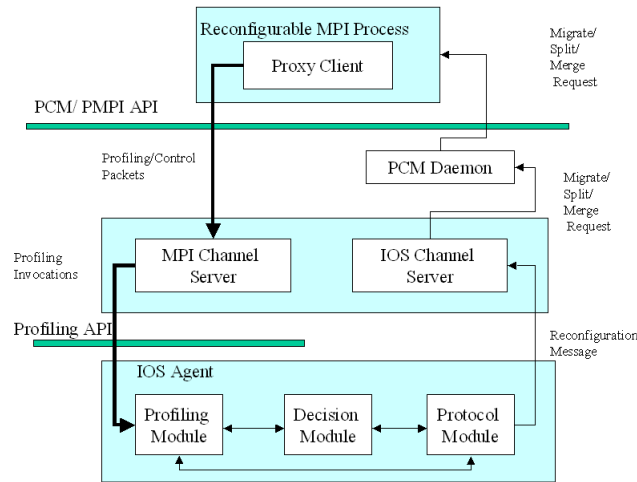 Reconfigurable MPI Process
Proxy Client
Migrate/
Split/
Merge
Request
PCM/ PMPI API
Profiling/Control
Packets
PCM Daemon
Migrate/
Split/
Merge
Request
Profiling
Invocations
MPI Channel
Server
IOS Channel
Server
Profiling API
Reconfiguration
Message
IOS Agent
Profiling
Module
Decision
Module
Protocol
Module